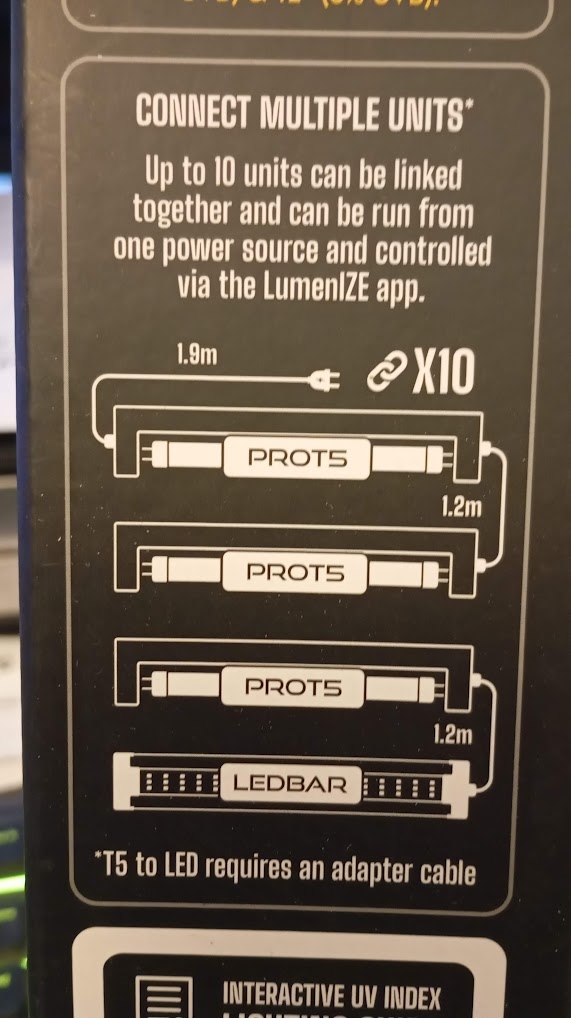 CONNECT MULTIPLE UNITS*
Up to 10 units can be linked
together and can be run from
one power source and controlled
via the LumenIZE app.
1.9m
X10
PROT5
1.2m
PROT5
PROT5
1.2m
LEDBAR
*T5 to LED requires an adapter cable
INTERACTIVE UV INDEX